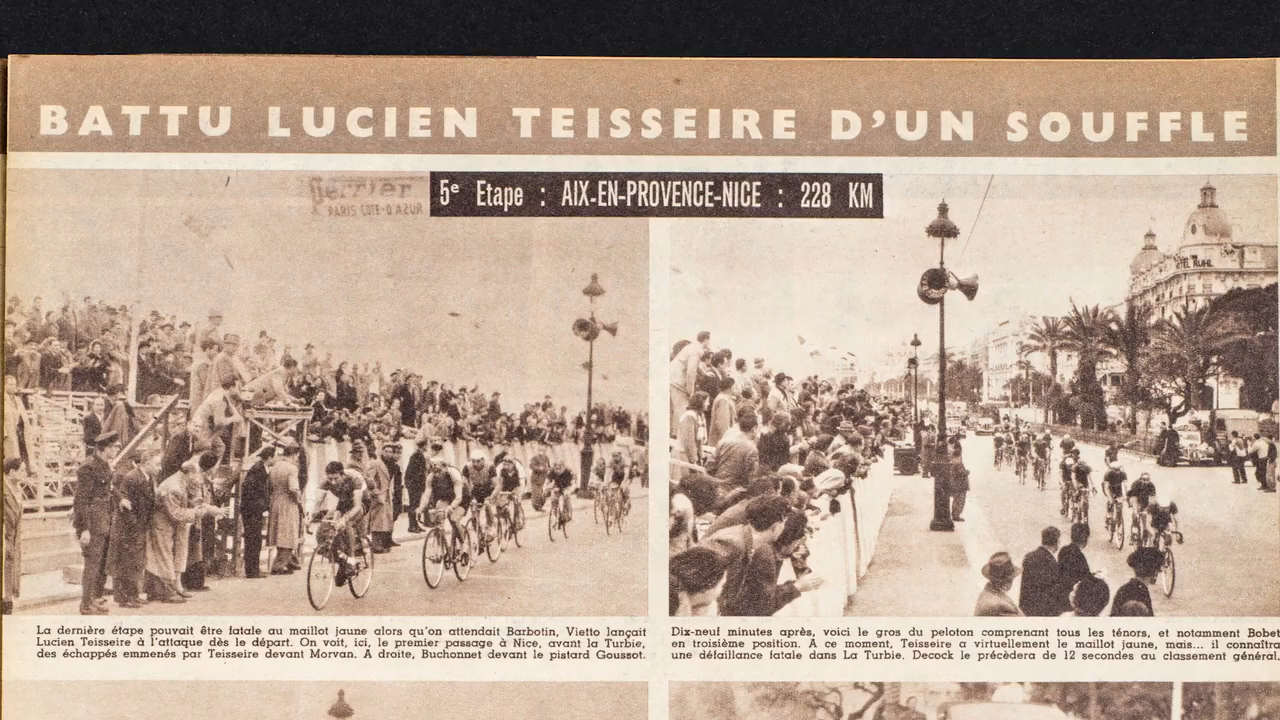 BATTU LUCIEN TEISSEIRE D'UN SOUFFLE
5e Etape : AIX-EN-PROVENCE-NICE : 228 KM
Perrier
PARIS COTE-D'AZUR
HOTEL RUHL
La dernière étape pouvait être fatale au maillot jaune alors qu'on attendait Barbotin, Vietto lançait
Lucien Teisseire à l'attaque dès le départ. On voit, ici, le premier passage à Nice, avant la Turbie,
des échappés emmenés par Teisseire devant Morvan. A droite, Buchonnet devant le pistard Goussot.
Dix-neuf minutes après, voici le gros du peloton comprenant tous les ténors, et notamment Bobet
en troisième position. A ce moment, Teisseire a virtuellement le maillot jaune, mais... il connaîtra
une défaillance fatale dans La Turbie. Decock le précèdera de 12 secondes au classement général.